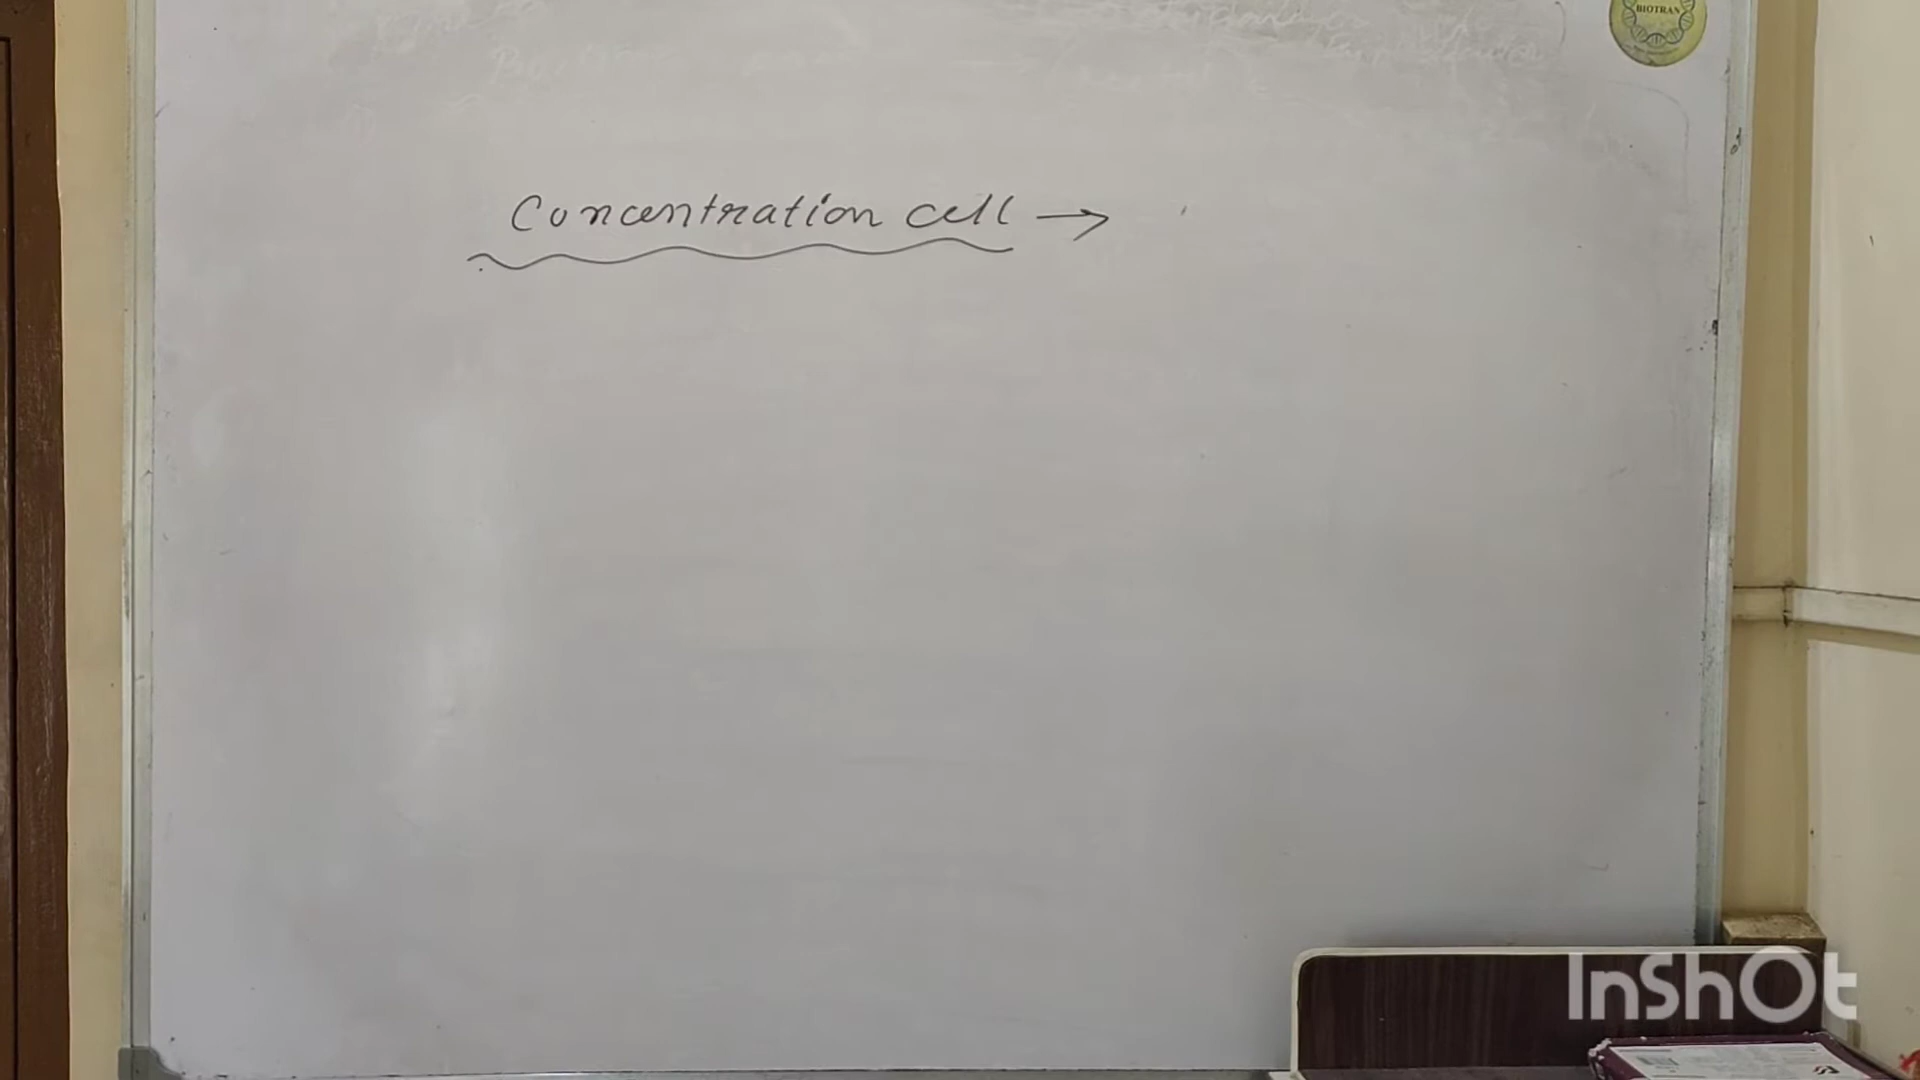 BIOTRAN
Concentration cell →
InShOt